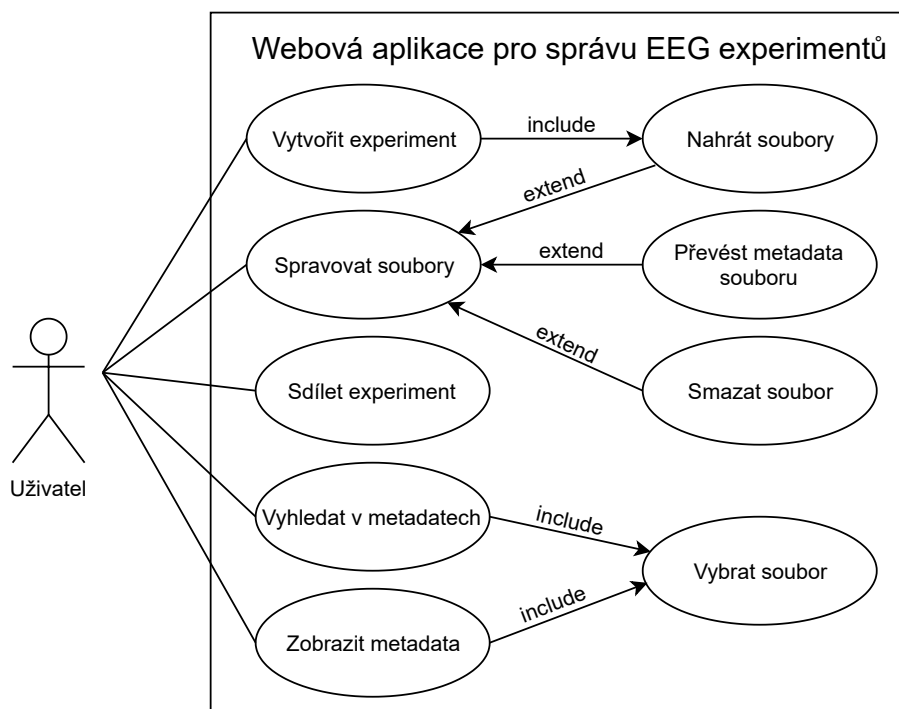 Webová aplikace pro správu EEG experimentů
Vytvořit experiment
include
Nahrát soubory
extend
Spravovat soubory
extend
Převést metadata
souboru
extend
Sdílet experiment
Smazat soubor
Uživatel
Vyhledat v metadatech
include
Vybrat soubor
include
Zobrazit metadata